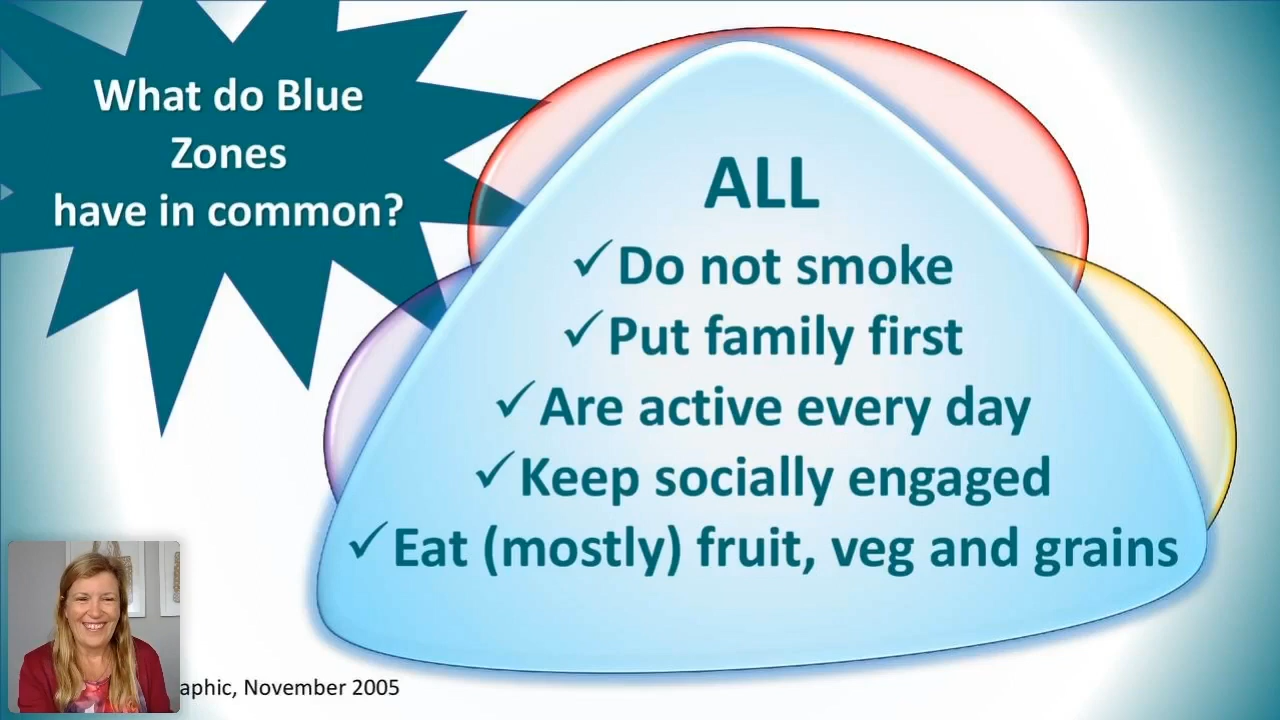 What do Blue
Zones
have in common?
ALL
✓Do not smoke
✓Put family first
✓Are active every day
✓Keep socially engaged
✓Eat (mostly) fruit, veg and grains
aphic, November 2005